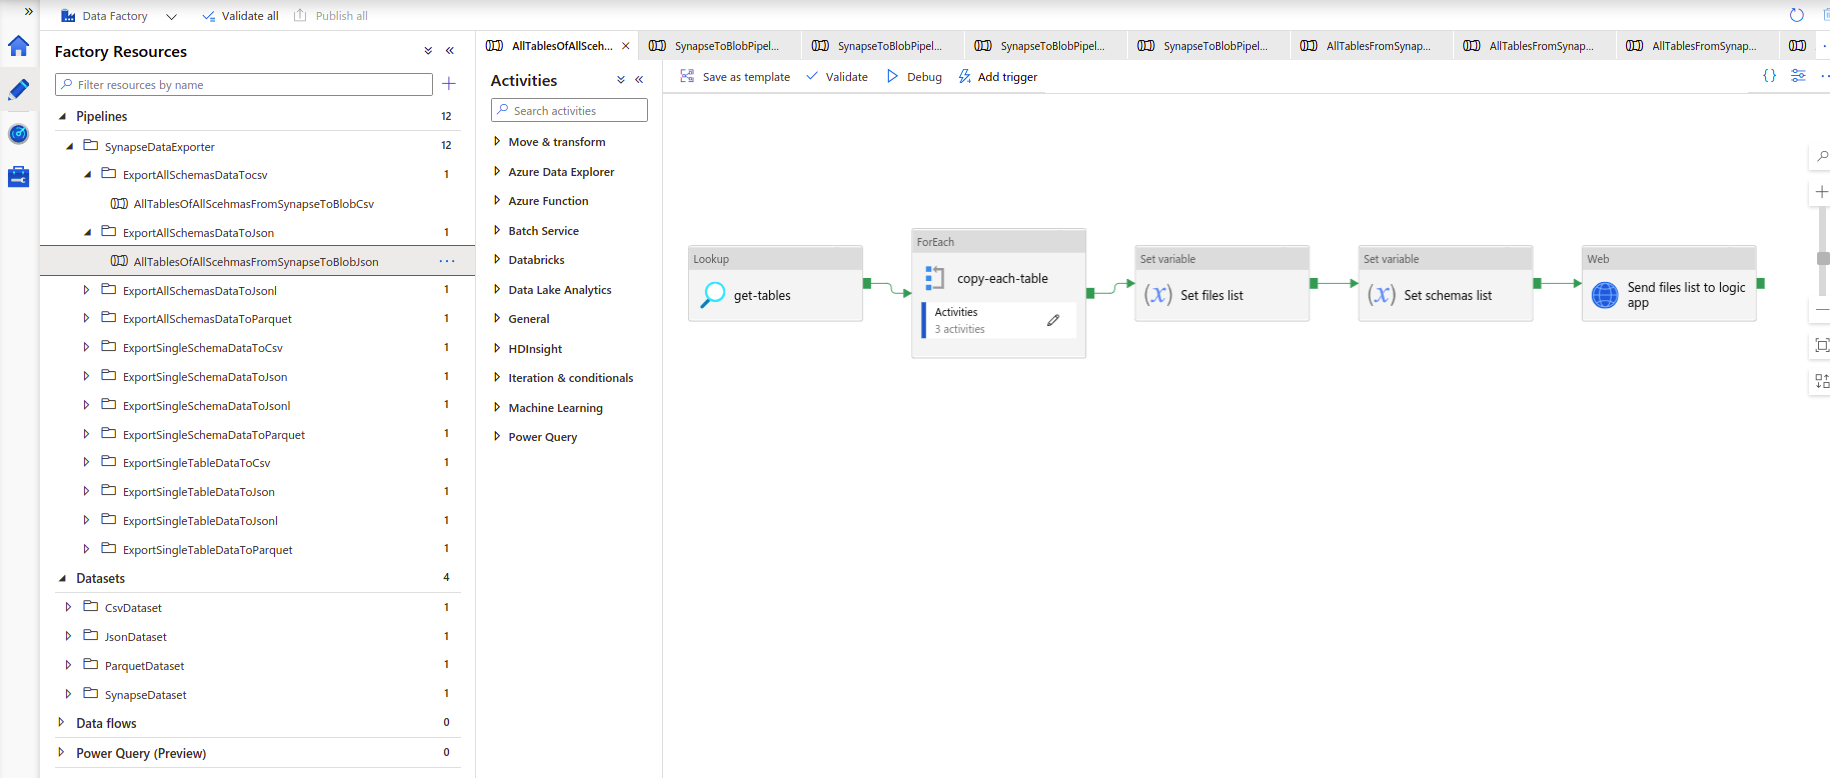 Data Factory
Validate all
Publish all
Factory Resources
Filter resources by name
Pipelines 12
SynapseDataExporter 12
ExportAllSchemasDataTocsv 1
AllTablesOfAllScehmasFromSynapseToBlobCsv
ExportAllSchemasDataToJson 1
AllTablesOfAllScehmasFromSynapseToBlobJson
ExportAllSchemasDataToJsonl 1
ExportAllSchemasDataToParquet 1
ExportSingleSchemaDataToCsv 1
ExportSingleSchemaDataToJson 1
ExportSingleSchemaDataToJsonl 1
ExportSingleSchemaDataToParquet 1
ExportSingleTableDataToCsv 1
ExportSingleTableDataToJson 1
ExportSingleTableDataToJsonl 1
ExportSingleTableDataToParquet 1
Datasets 4
CsvDataset 1
JsonDataset 1
ParquetDataset 1
SynapseDataset 1
Data flows 0
Power Query (Preview) 0
AllTablesOfAllSceh...
SynapseToBlobPipel...
SynapseToBlobPipel...
SynapseToBlobPipel...
SynapseToBlobPipel...
AllTablesFromSynap...
AllTablesFromSynap...
AllTablesFromSynap...
Activities
Search activities
Move & transform
Azure Data Explorer
Azure Function
Batch Service
Databricks
Data Lake Analytics
General
HDInsight
Iteration & conditionals
Machine Learning
Power Query
Save as template
Validate
Debug
Add trigger
{}
Lookup
get-tables
ForEach
copy-each-table
Activities
3 activities
Set variable
(x) Set files list
Set variable
(x) Set schemas list
Web
Send files list to logic
app